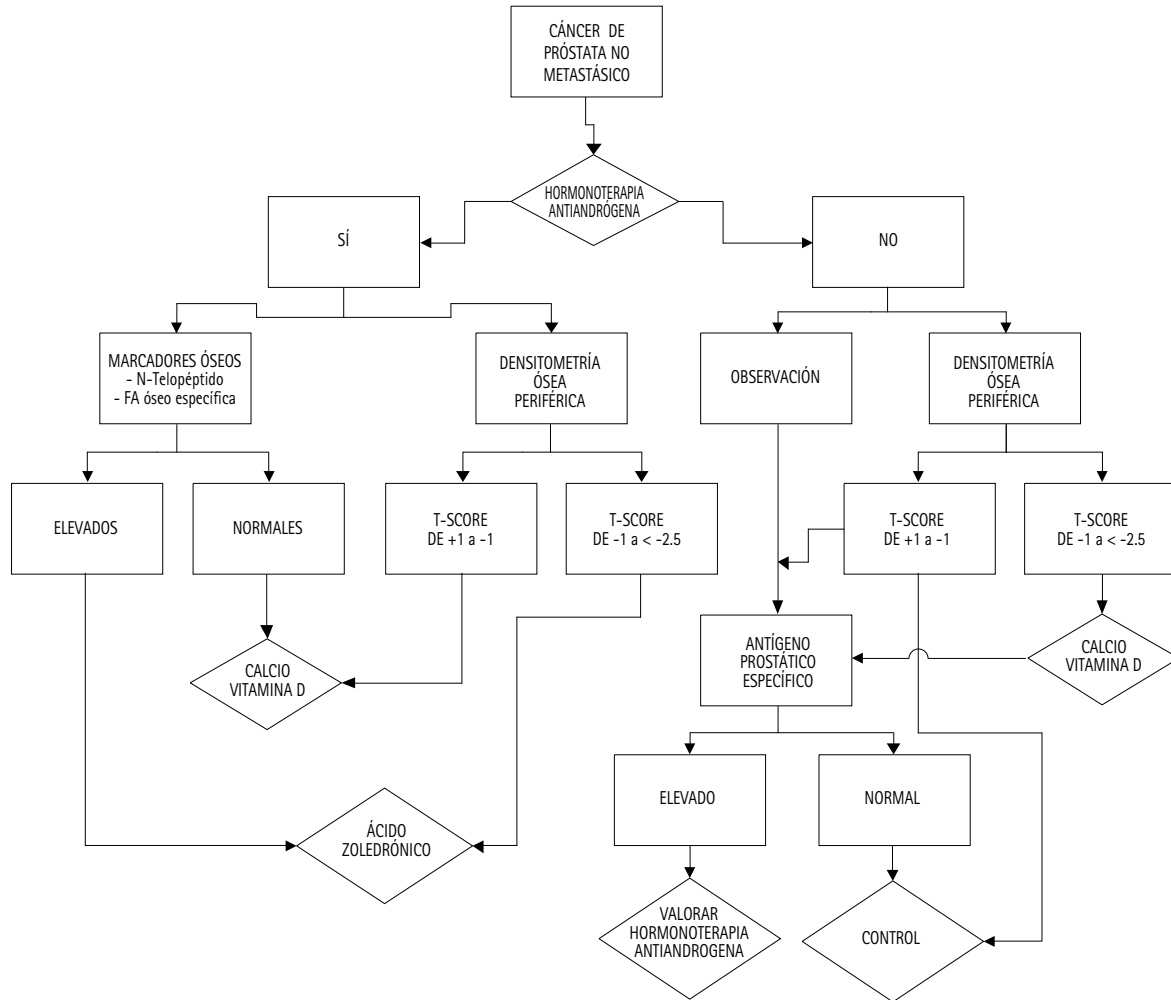 CÁNCER DE
PRÓSTATA NO
METASTÁSICO
HORMONOTERAPIA
ANTIANDRÓGENA
SÍ
NO
MARCADORES ÓSEOS
- N-Telopéptido
- FA óseo específica
DENSITOMETRÍA
ÓSEA
PERIFÉRICA
OBSERVACIÓN
DENSITOMETRÍA
ÓSEA
PERIFÉRICA
ELEVADOS
NORMALES
T-SCORE
DE +1 a -1
T-SCORE
DE -1 a < -2.5
T-SCORE
DE +1 a -1
T-SCORE
DE -1 a < -2.5
CALCIO
VITAMINA D
ANTÍGENO
PROSTÁTICO
ESPECÍFICO
CALCIO
VITAMINA D
ELEVADO
NORMAL
ÁCIDO
ZOLEDRÓNICO
VALORAR
HORMONOTERAPIA
ANTIANDROGENA
CONTROL